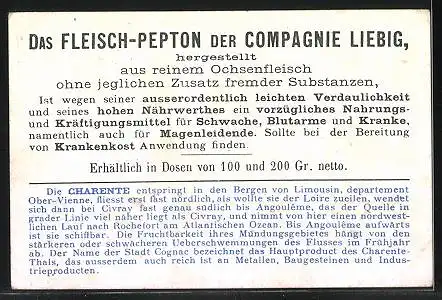 Das FLEISCH-PEPTON DER COMPAGNIE LIEBIG,
hergestellt
aus reinem Ochsenfleisch
ohne jeglichen Zusatz fremder Substanzen,
Ist wegen seiner ausserordentlich leichten Verdaulichkeit
und seines hohen Nährwerthes ein vorzügliches Nahrungs-
und Kräftigungsmittel für Schwache, Blutarme und Kranke,
namentlich auch für Magenleidende. Sollte bei der Bereitung
von Krankenkost Anwendung finden.
Erhältlich in Dosen von 100 und 200 Gr. netto.
Die CHARENTE entspringt in den Bergen von Limousin, departement
Ober-Vienne, fliesst erst fast nördlich, als wollte sie der Loire zueilen, wendet
sich dann bei Civray fast genau südlich bis Angoulême, das der Quelle in
grader Linie viel näher liegt als Civray, und nimmt von hier einen nordwest-
lichen Lauf nach Rochefort am Atlantischen Ozean. Bis Angoulême aufwärts
ist sie schiffbar. Die Fruchtbarkeit ihres Mündungsgebietes hängt von den
stärkeren oder schwächeren Ueberschwemmungen des Flusses im Frühjahr
ab. Der Name der Stadt Cognac bezeichnet das Hauptproduct des Charente-
Thals, das ausserdem auch reich ist an Metallen, Baugesteinen und Indus-
trieproducten.